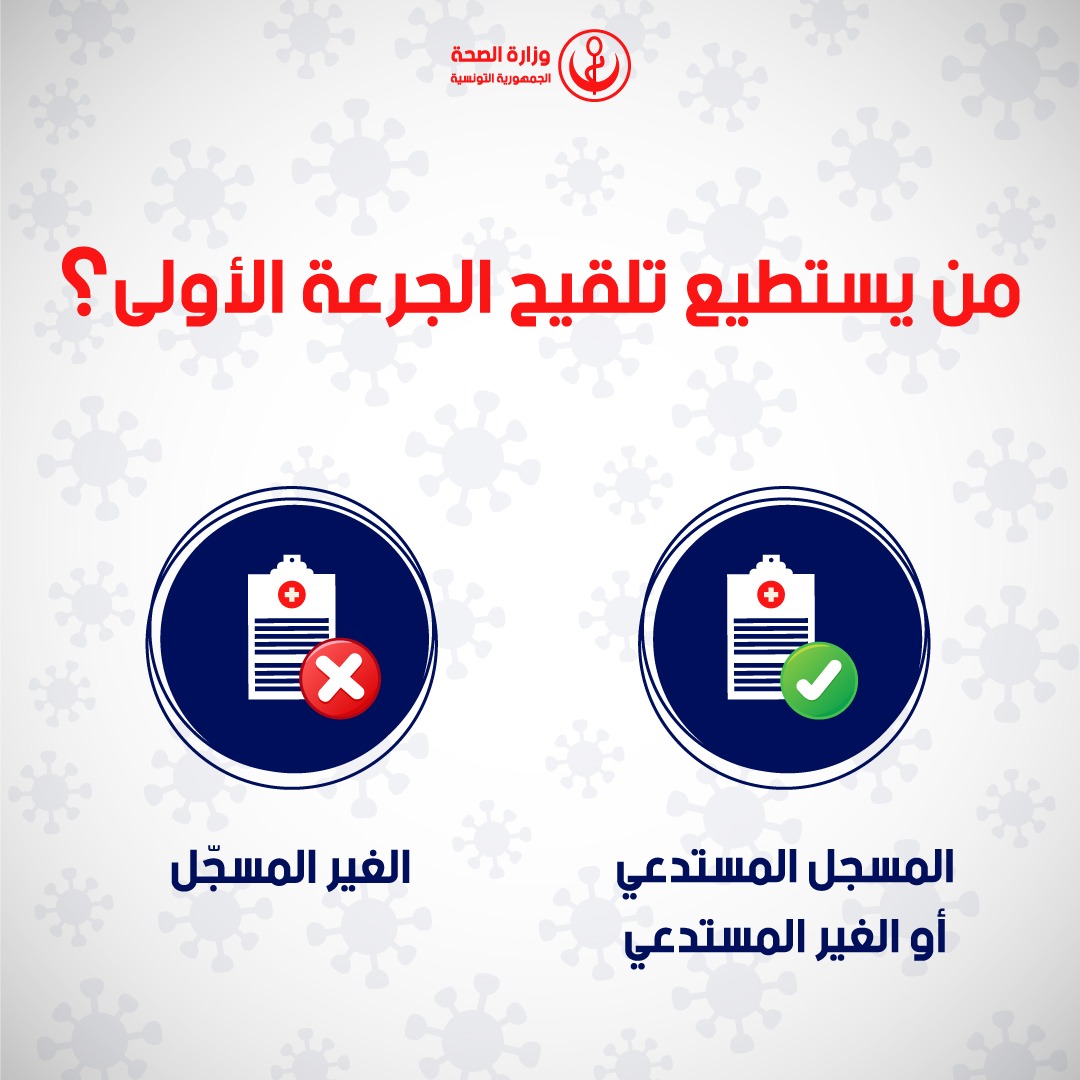 وزارة الصحة
الجمهورية التونسية
من يستطيع تلقيح الجرعة الأولى؟
المسجل المستدعي
أو الغير المستدعي
الغير المسجّل